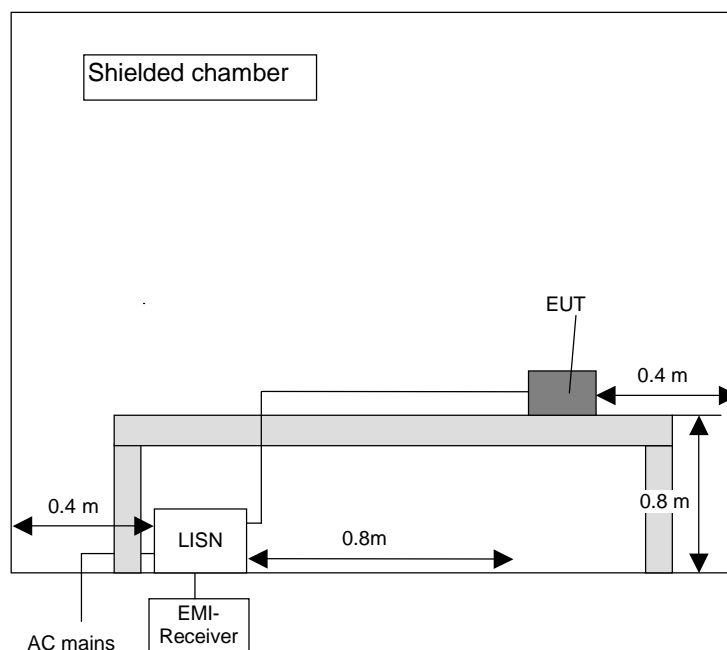 Shielded chamber
EUT
0.4 m
0.4 m
0.8 m
LISN
0.8m
EMI-
Receiver
AC mains